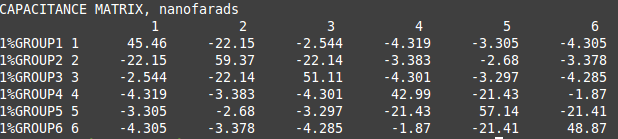 CAPACITANCE MATRIX, nanofarads
1 2 3 4 5 6
1%GROUP1 1 45.46 -22.15 -2.544 -4.319 -3.305 -4.305
1%GROUP2 2 -22.15 59.37 -22.14 -3.383 -2.68 -3.378
1%GROUP3 3 -2.544 -22.14 51.11 -4.301 -3.297 -4.285
1%GROUP4 4 -4.319 -3.383 -4.301 42.99 -21.43 -1.87
1%GROUP5 5 -3.305 -2.68 -3.297 -21.43 57.14 -21.41
1%GROUP6 6 -4.305 -3.378 -4.285 -1.87 -21.41 48.87